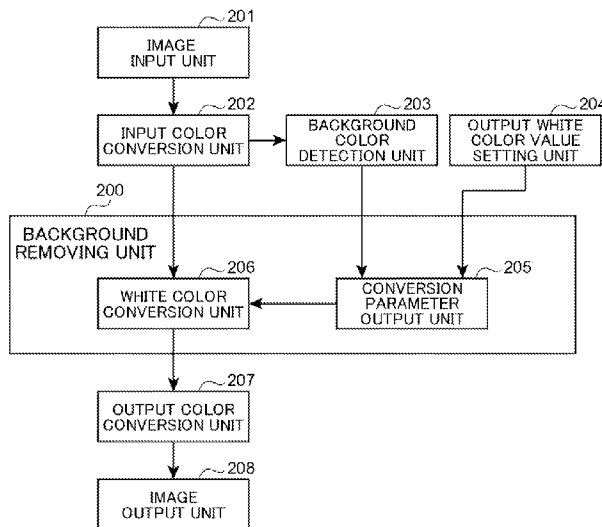 201
IMAGE
INPUT UNIT
202
INPUT COLOR
CONVERSION UNIT
203
BACKGROUND
COLOR
DETECTION UNIT
204
OUTPUT WHITE
COLOR VALUE
SETTING UNIT
200
BACKGROUND
REMOVING UNIT
206
WHITE COLOR
CONVERSION UNIT
205
CONVERSION
PARAMETER
OUTPUT UNIT
207
OUTPUT COLOR
CONVERSION UNIT
208
IMAGE
OUTPUT UNIT